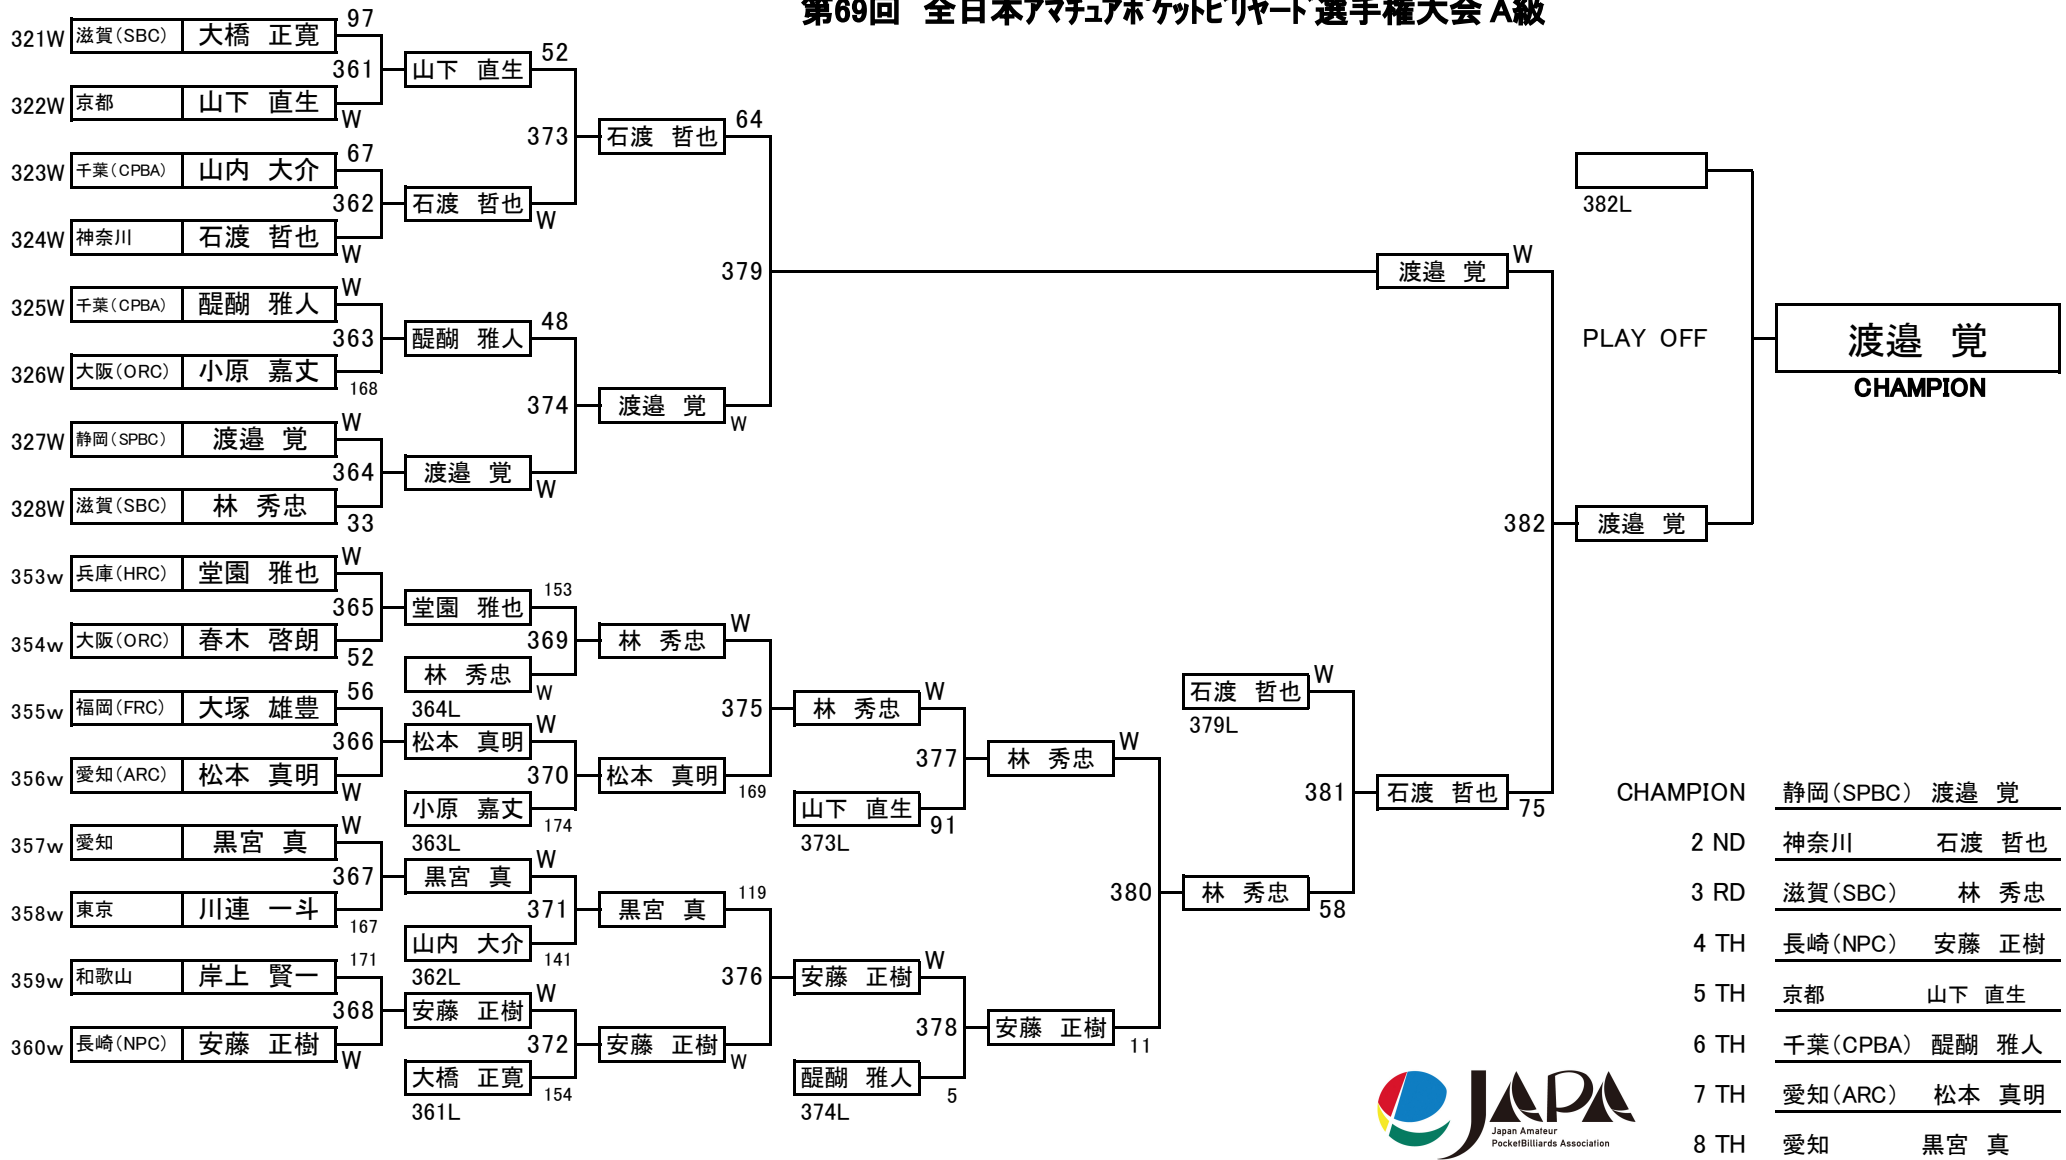 第69回 全日本アマチュアポケットビリヤード選手権大会 A級
321W 滋賀(SBC) 大橋 正寛 97
361 山下 直生 52
322W 京都 山下 直生 W
373 石渡 哲也 64
323W 千葉(CPBA) 山内 大介 67
362 石渡 哲也 W
324W 神奈川 石渡 哲也 W
379 渡邉 覚 W
325W 千葉(CPBA) 醍醐 雅人 W
363 醍醐 雅人 48
326W 大阪(ORC) 小原 嘉丈 168
374 渡邉 覚 W
327W 静岡(SPBC) 渡邉 覚 W
364 渡邉 覚 W
328W 滋賀(SBC) 林 秀忠 33
382L
PLAY OFF
渡邉 覚
CHAMPION
382 渡邉 覚
353w 兵庫(HRC) 堂園 雅也 W
365 堂園 雅也 153
354w 大阪(ORC) 春木 啓朗 52
369 林 秀忠 W
林 秀忠 W
364L
355w 福岡(FRC) 大塚 雄豊 56
366 松本 真明 W
356w 愛知(ARC) 松本 真明 W
370 松本 真明 169
小原 嘉丈 174
363L
375 林 秀忠 W
377 林 秀忠 W
山下 直生 91
373L
石渡 哲也 W
379L
381 石渡 哲也 75
357w 愛知 黒宮 真 W
367 黒宮 真 W
358w 東京 川連 一斗 167
371 黒宮 真 119
山内 大介 141
362L
380 林 秀忠 58
359w 和歌山 岸上 賢一 171
368 安藤 正樹 W
360w 長崎(NPC) 安藤 正樹 W
372 安藤 正樹 W
大橋 正寛 154
361L
376 安藤 正樹 W
378 安藤 正樹 11
醍醐 雅人 5
374L
CHAMPION 静岡(SPBC) 渡邉 覚
2 ND 神奈川 石渡 哲也
3 RD 滋賀(SBC) 林 秀忠
4 TH 長崎(NPC) 安藤 正樹
5 TH 京都 山下 直生
6 TH 千葉(CPBA) 醍醐 雅人
7 TH 愛知(ARC) 松本 真明
8 TH 愛知 黒宮 真
JAPA
Japan Amateur
PocketBilliards Association